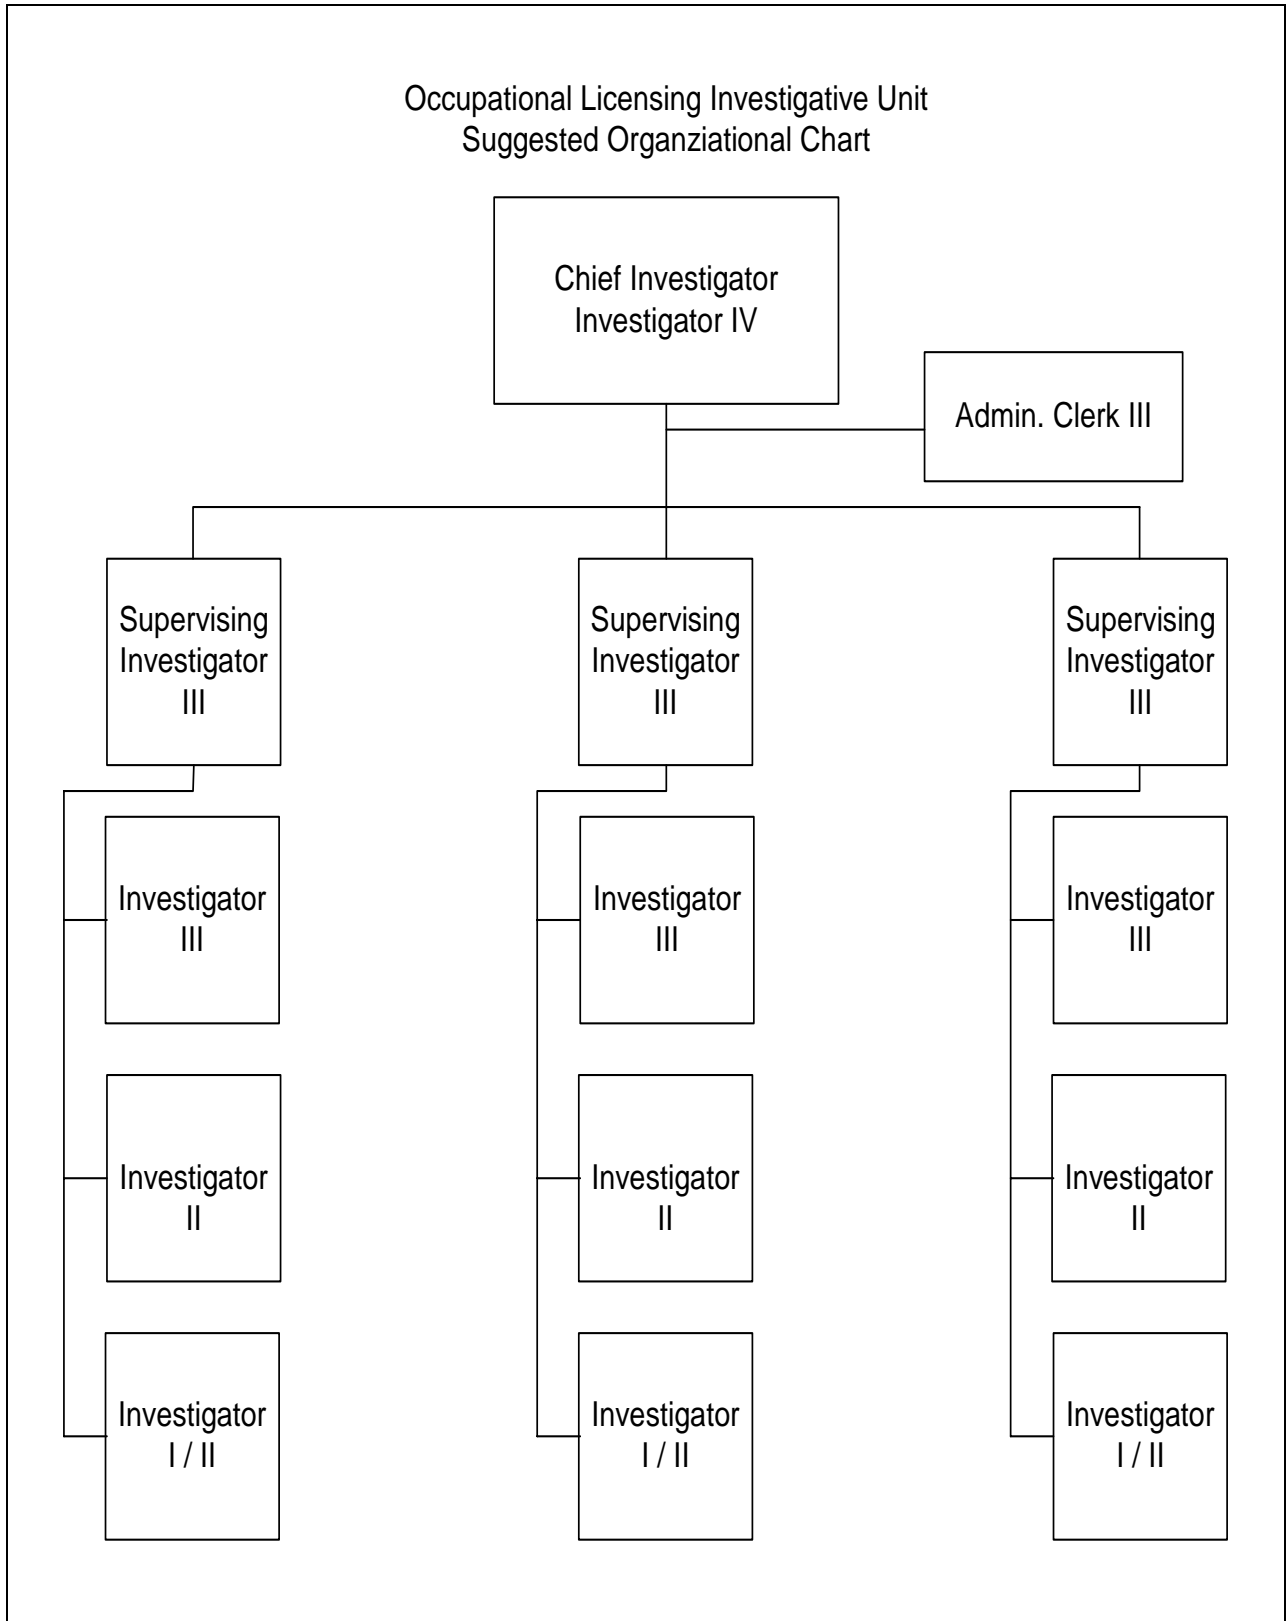 Occupational Licensing Investigative Unit
Suggested Organziational Chart
Chief Investigator
Investigator IV
Admin. Clerk III
Supervising
Investigator
III
Supervising
Investigator
III
Supervising
Investigator
III
Investigator
III
Investigator
III
Investigator
III
Investigator
II
Investigator
II
Investigator
II
Investigator
I / II
Investigator
I / II
Investigator
I / II